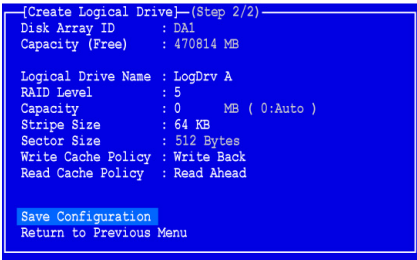 [Create Logical Drive]—(Step 2/2)
Disk Array ID : DA1
Capacity (Free) : 470814 MB
Logical Drive Name : LogDrv A
RAID Level : 5
Capacity : 0 MB ( 0:Auto )
Stripe Size : 64 KB
Sector Size : 512 Bytes
Write Cache Policy : Write Back
Read Cache Policy : Read Ahead
Save Configuration
Return to Previous Menu